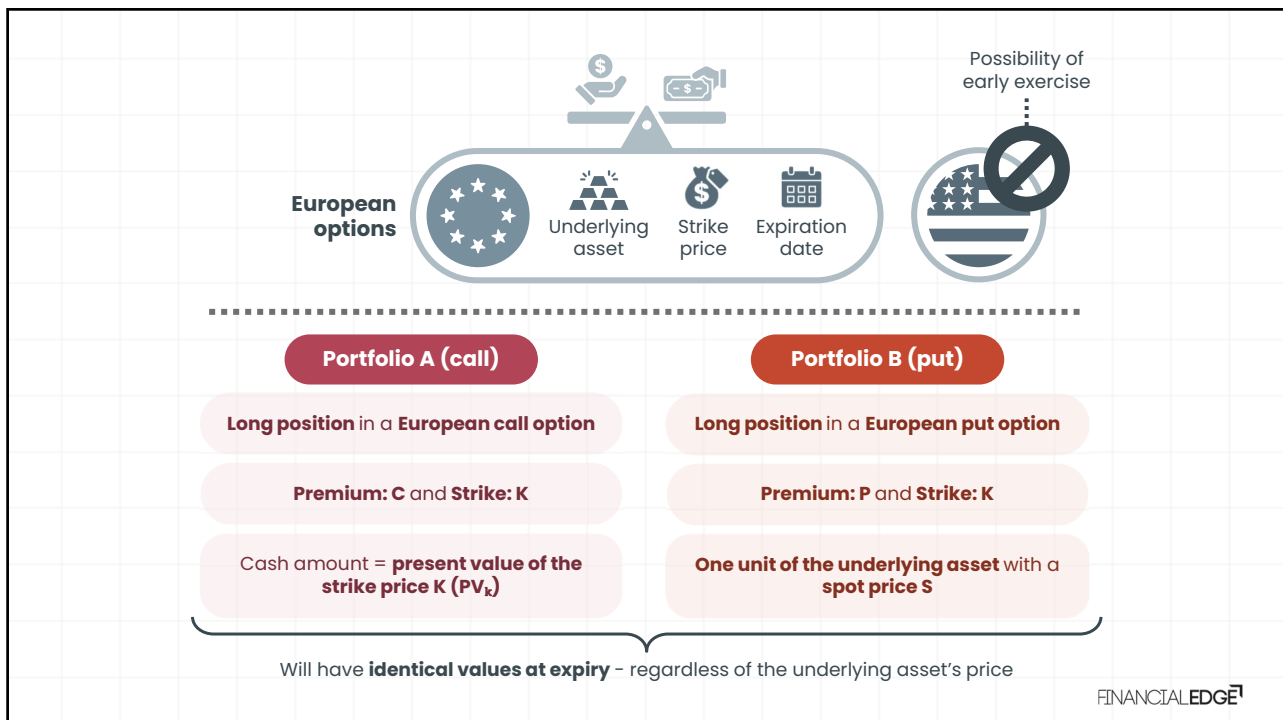 Possibility of
early exercise
European
options
Underlying
asset
Strike
price
Expiration
date
Portfolio A (call)
Portfolio B (put)
Long position in a European call option
Long position in a European put option
Premium: C and Strike: K
Premium: P and Strike: K
Cash amount = present value of the
strike price K (PVₖ)
One unit of the underlying asset with a
spot price S
Will have identical values at expiry - regardless of the underlying asset's price
FINANCIALEDGE